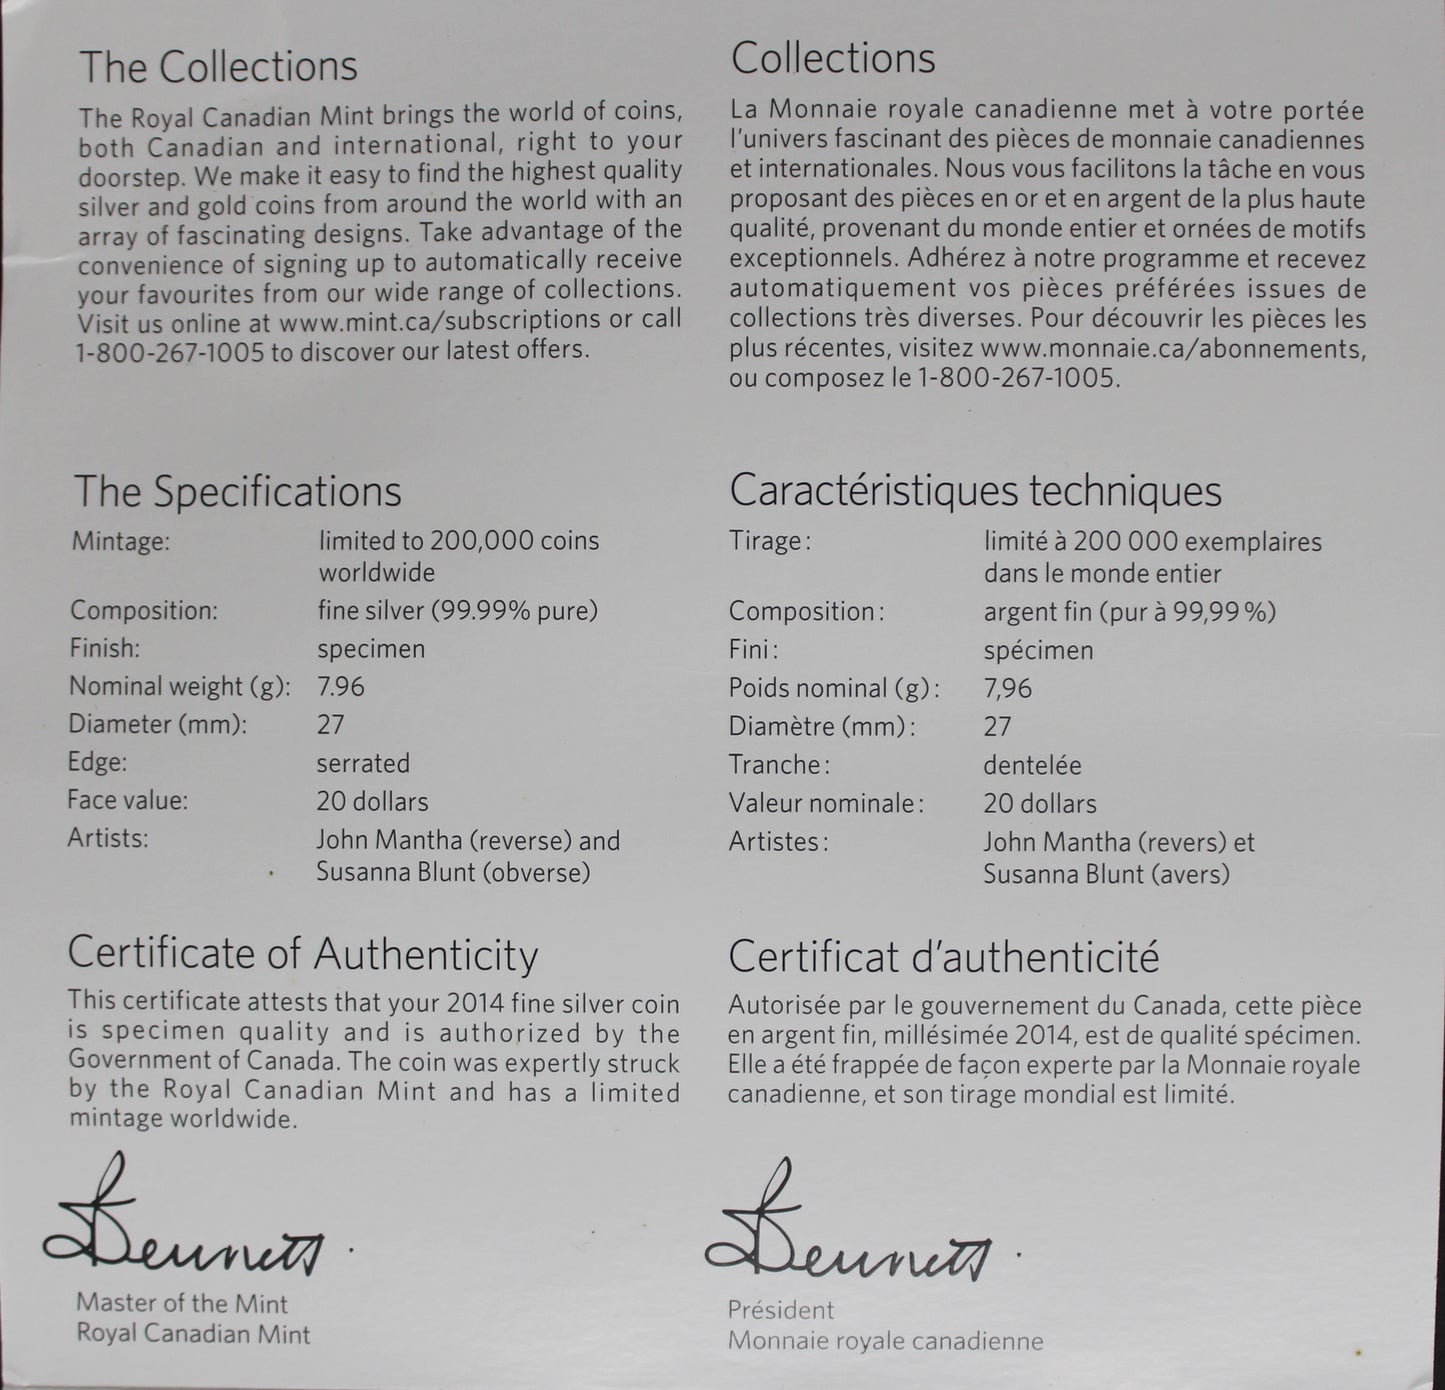 The Collections
The Royal Canadian Mint brings the world of coins,
both Canadian and international, right to your
doorstep. We make it easy to find the highest quality
silver and gold coins from around the world with an
array of fascinating designs. Take advantage of the
convenience of signing up to automatically receive
your favourites from our wide range of collections.
Visit us online at www.mint.ca/subscriptions or call
1-800-267-1005 to discover our latest offers.
Collections
La Monnaie royale canadienne met à votre portée
l'univers fascinant des pièces de monnaie canadiennes
et internationales. Nous vous facilitons la tâche en vous
proposant des pièces en or et en argent de la plus haute
qualité, provenant du monde entier et ornées de motifs
exceptionnels. Adhérez à notre programme et recevez
automatiquement vos pièces préférées issues de
collections très diverses. Pour découvrir les pièces les
plus récentes, visitez www.monnaie.ca/abonnements,
ou composez le 1-800-267-1005.
The Specifications
Mintage: limited to 200,000 coins
worldwide
Composition: fine silver (99.99% pure)
Finish: specimen
Nominal weight (g): 7.96
Diameter (mm): 27
Edge: serrated
Face value: 20 dollars
Artists: John Mantha (reverse) and
Susanna Blunt (obverse)
Caractéristiques techniques
Tirage : limité à 200 000 exemplaires
dans le monde entier
Composition : argent fin (pur à 99,99 %)
Fini : spécimen
Poids nominal (g) : 7,96
Diamètre (mm) : 27
Tranche : dentelée
Valeur nominale : 20 dollars
Artistes : John Mantha (revers) et
Susanna Blunt (avers)
Certificate of Authenticity
This certificate attests that your 2014 fine silver coin
is specimen quality and is authorized by the
Government of Canada. The coin was expertly struck
by the Royal Canadian Mint and has a limited
mintage worldwide.
Bennett
Master of the Mint
Royal Canadian Mint
Certificat d'authenticité
Autorisée par le gouvernement du Canada, cette pièce
en argent fin, millésimée 2014, est de qualité spécimen.
Elle a été frappée de façon experte par la Monnaie royale
canadienne, et son tirage mondial est limité.
Bennett
Président
Monnaie royale canadienne